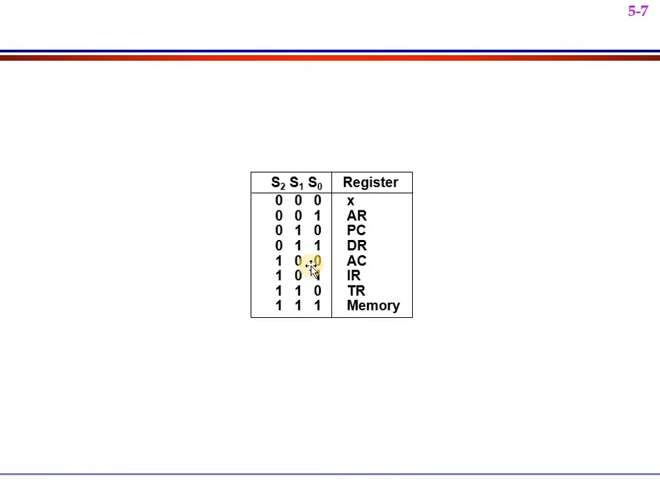 5-7
S₂ S₁ S₀ Register
0 0 0 x
0 0 1 AR
0 1 0 PC
0 1 1 DR
1 0 0 AC
1 0 IR
1 1 0 TR
1 1 1 Memory